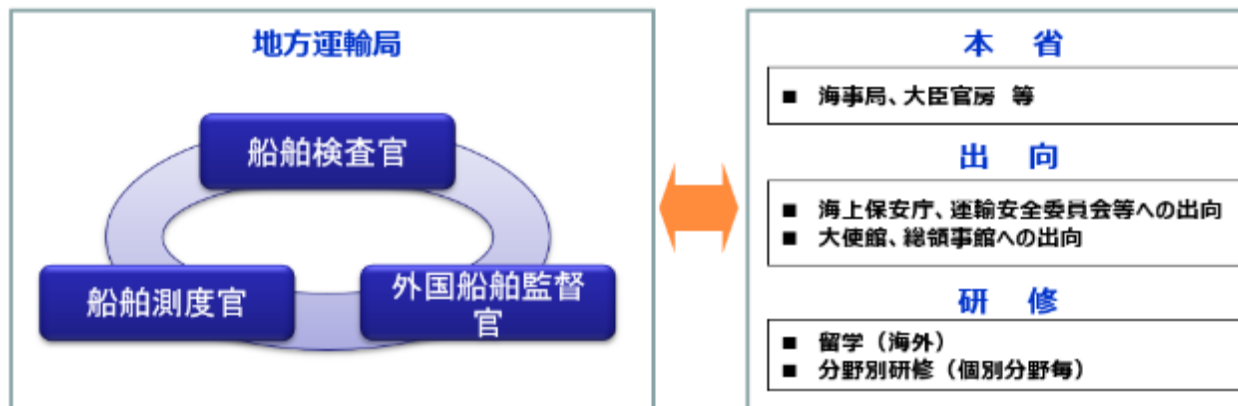 地方運輸局
船舶検査官
船舶測度官
外国船舶監督
官
本 省
■ 海事局、大臣官房 等
出 向
■ 海上保安庁、運輸安全委員会等への出向
■ 大使館、総領事館への出向
研 修
■ 留学（海外）
■ 分野別研修（個別分野毎）